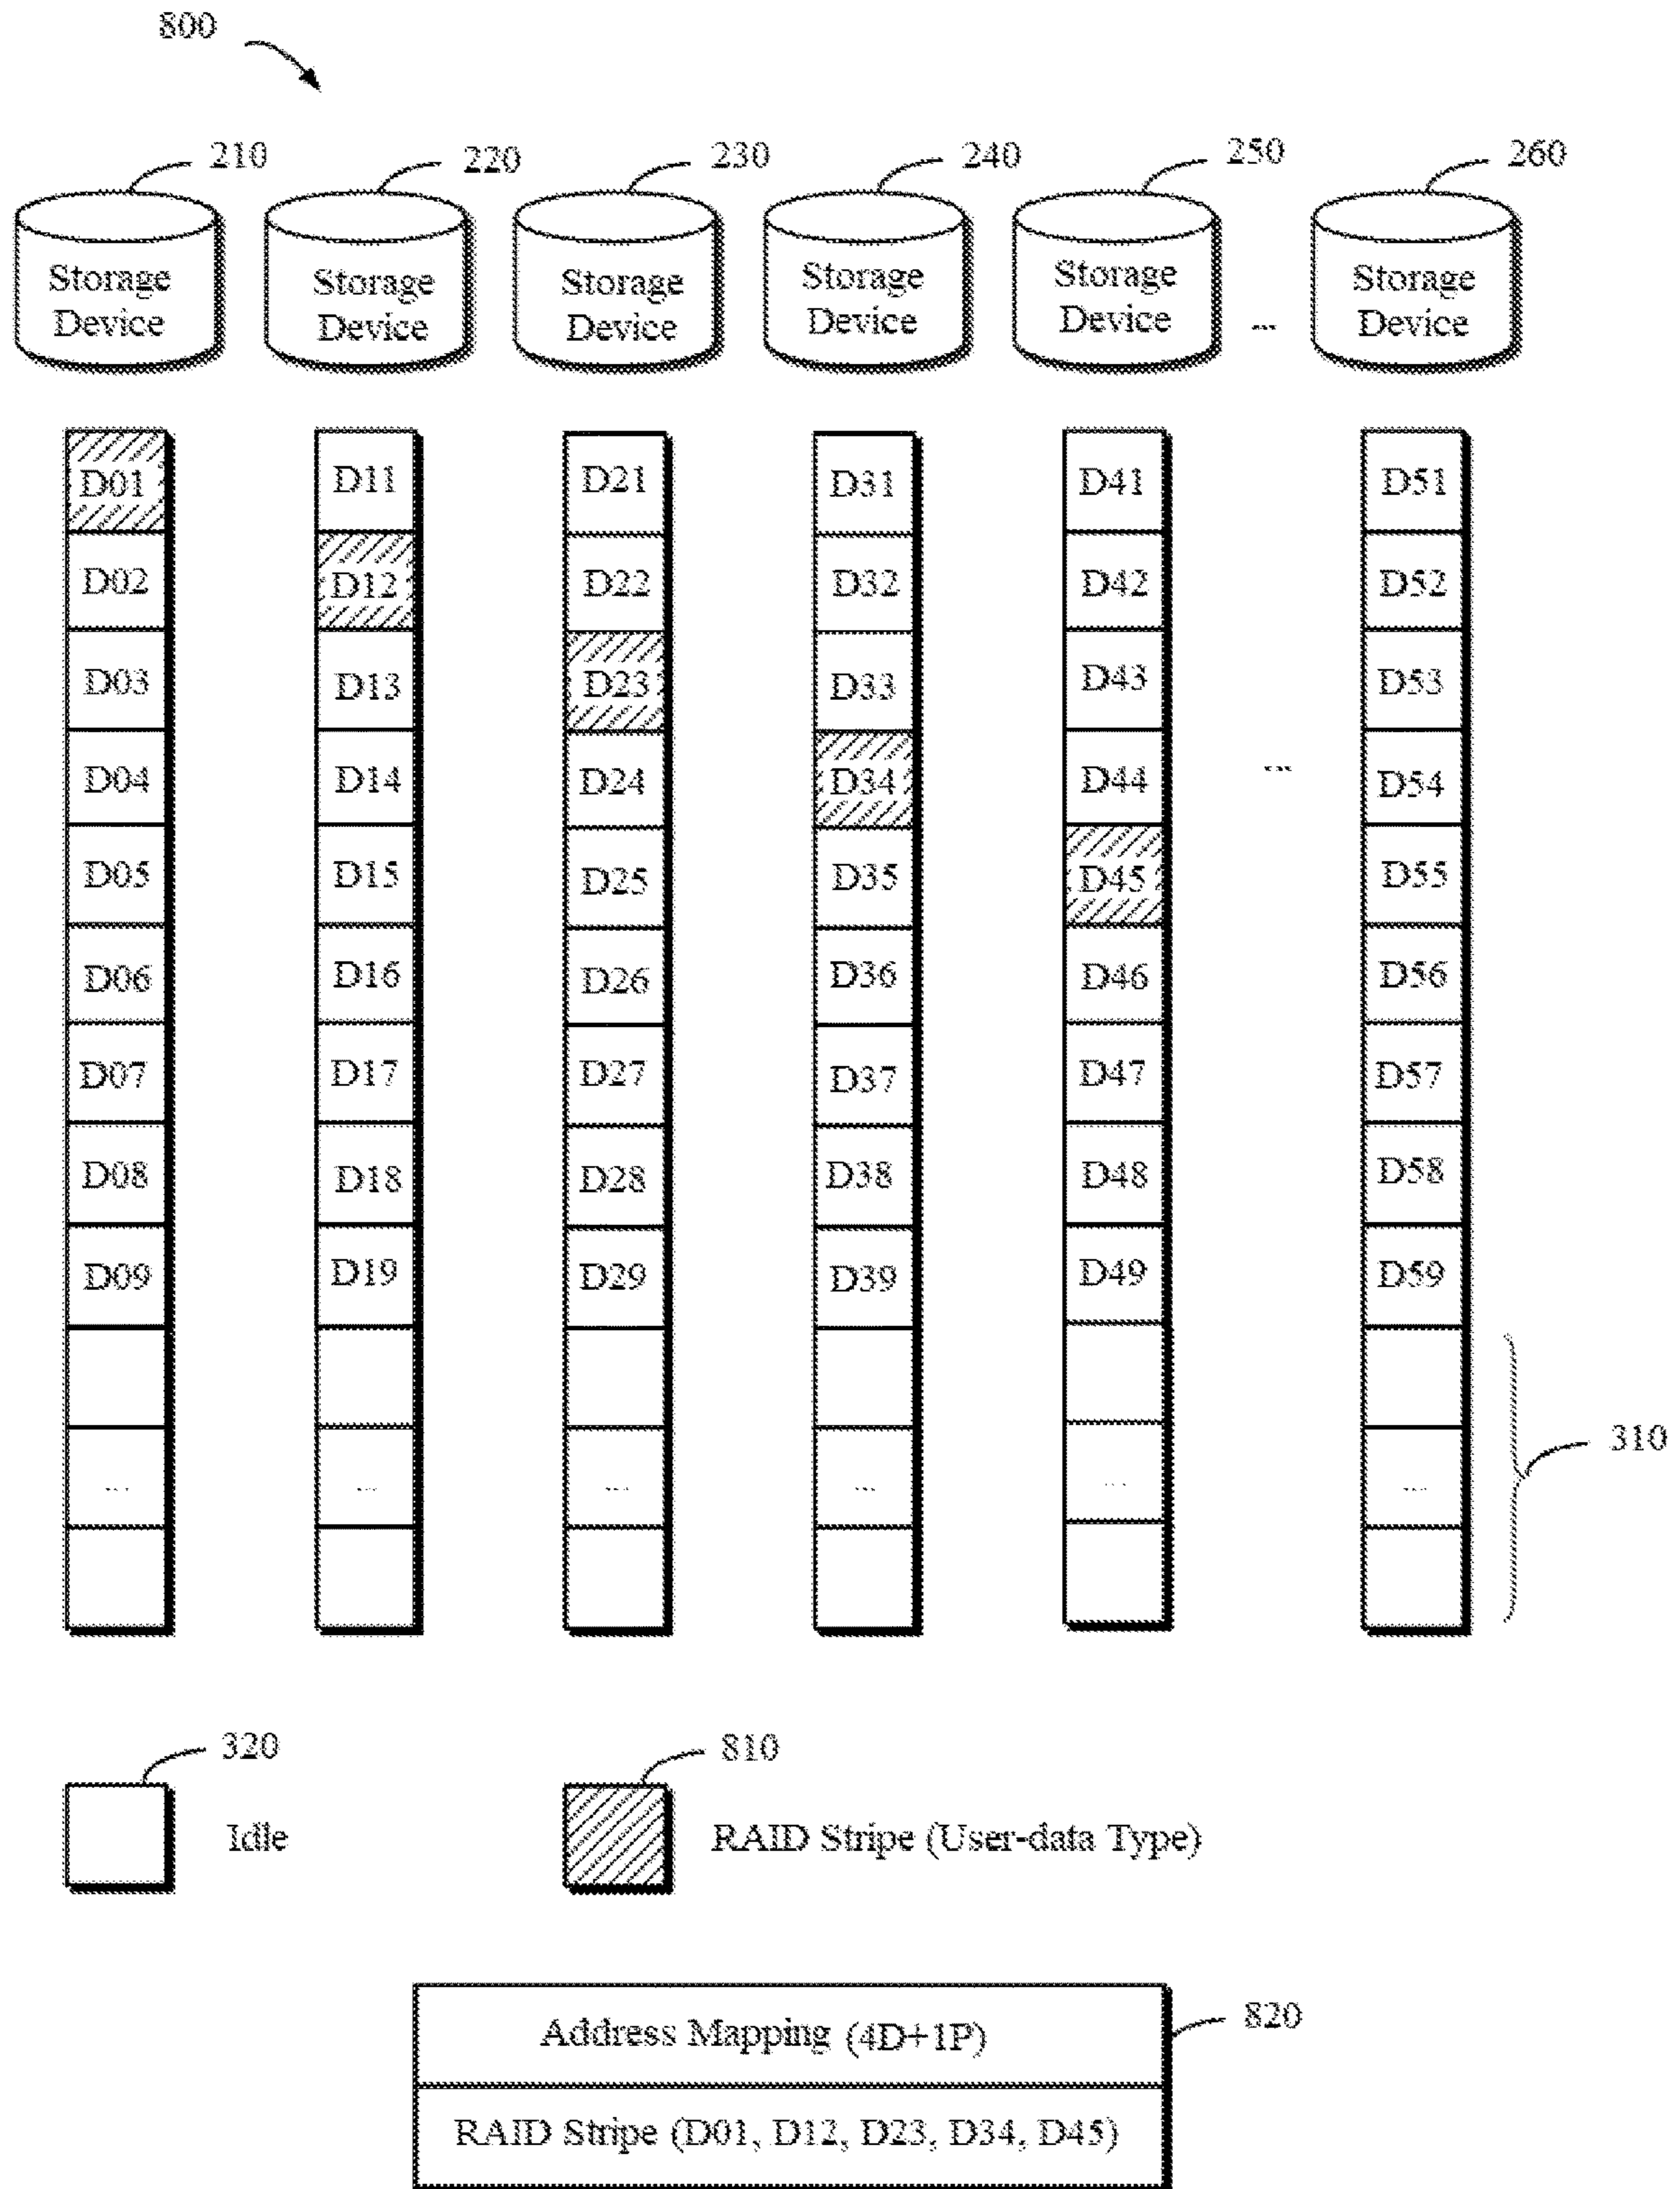 800
210 220 230 240 250 260
Storage Storage Storage Storage Storage Storage
Device Device Device Device Device ... Device
D01 D11 D21 D31 D41 D51
D02 D12 D22 D32 D42 D52
D03 D13 D23 D33 D43 D53
D04 D14 D24 D34 D44 ... D54
D05 D15 D25 D35 D45 D55
D06 D16 D26 D36 D46 D56
D07 D17 D27 D37 D47 D57
D08 D18 D28 D38 D48 D58
D09 D19 D29 D39 D49 D59
... ... ... ... ... ... 310
320 810
Idle RAID Stripe (User-data Type)
Address Mapping (4D+1P) 820
RAID Stripe (D01, D12, D23, D34, D45)